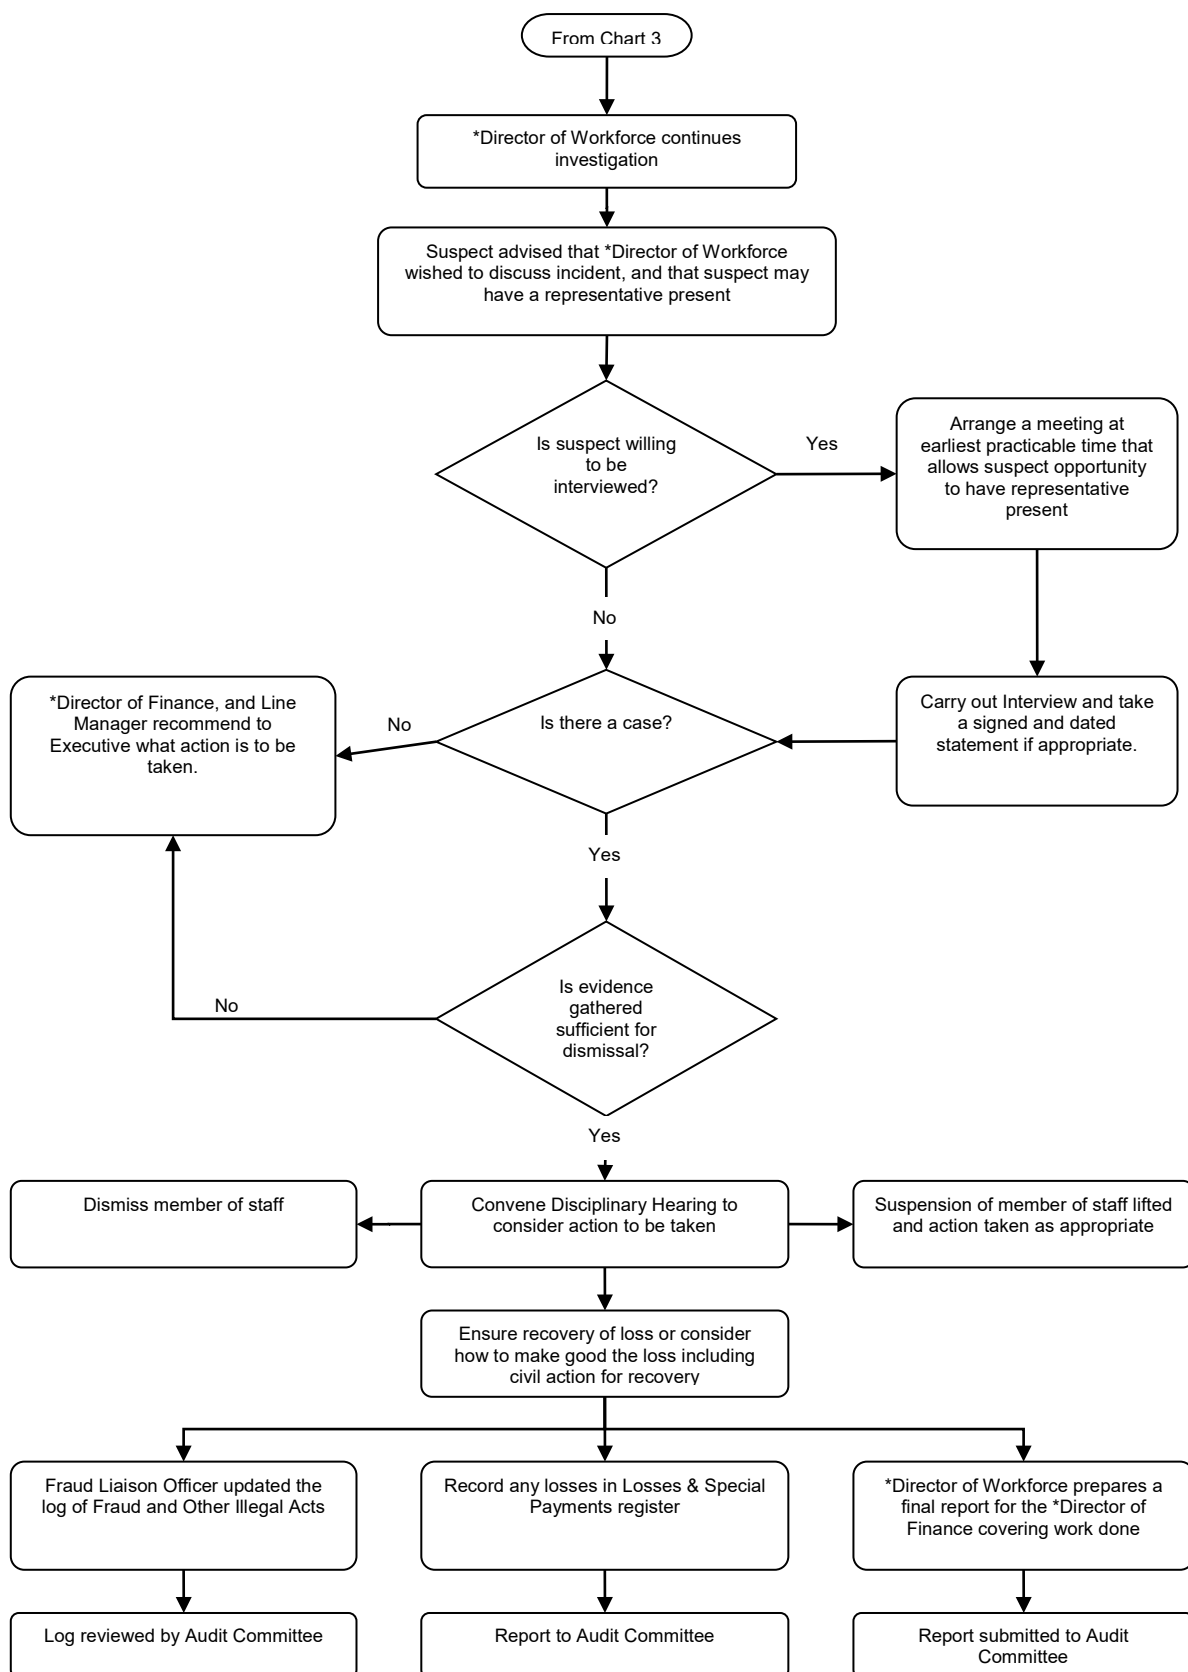 From Chart 3
*Director of Workforce continues
investigation
Suspect advised that *Director of Workforce
wished to discuss incident, and that suspect may
have a representative present
Is suspect willing
to be
interviewed?
Yes
Arrange a meeting at
earliest practicable time that
allows suspect opportunity
to have representative
present
No
*Director of Finance, and Line
Manager recommend to
Executive what action is to be
taken.
No
Is there a case?
Carry out Interview and take
a signed and dated
statement if appropriate.
Yes
Is evidence
gathered
sufficient for
dismissal?
No
Yes
Dismiss member of staff
Convene Disciplinary Hearing to
consider action to be taken
Suspension of member of staff lifted
and action taken as appropriate
Ensure recovery of loss or consider
how to make good the loss including
civil action for recovery
Fraud Liaison Officer updated the
log of Fraud and Other Illegal Acts
Record any losses in Losses & Special
Payments register
*Director of Workforce prepares a
final report for the *Director of
Finance covering work done
Log reviewed by Audit Committee
Report to Audit Committee
Report submitted to Audit
Committee